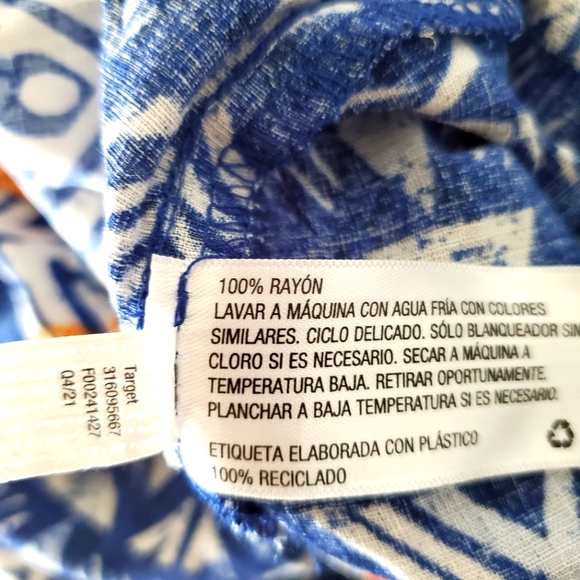 100% RAYÓN
LAVAR A MÁQUINA CON AGUA FRÍA CON COLORES
SIMILARES. CICLO DELICADO. SÓLO BLANQUEADOR SIN
CLORO SI ES NECESARIO. SECAR A MÁQUINA A
TEMPERATURA BAJA. RETIRAR OPORTUNAMENTE.
PLANCHAR A BAJA TEMPERATURA SI ES NECESARIO.
ETIQUETA ELABORADA CON PLÁSTICO
100% RECICLADO
Target
316095667
F00241427
Q4/21